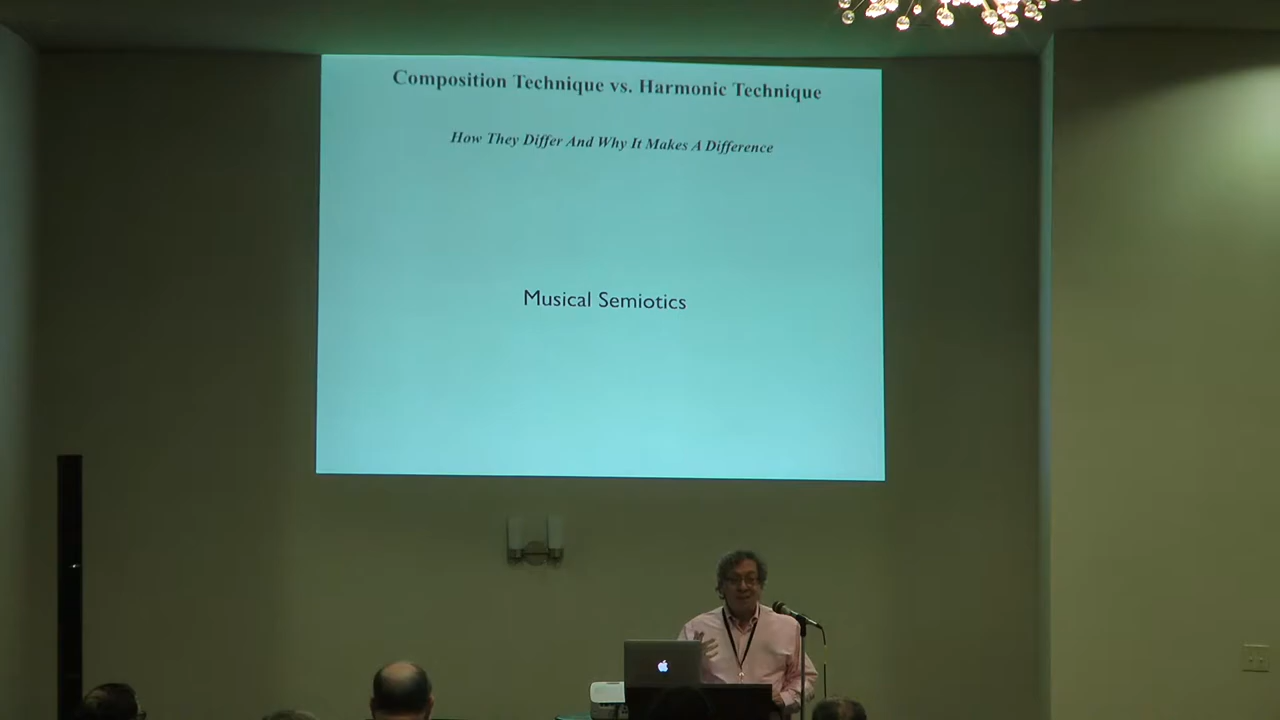 Composition Technique vs. Harmonic Technique
How They Differ And Why It Makes A Difference
Musical Semiotics